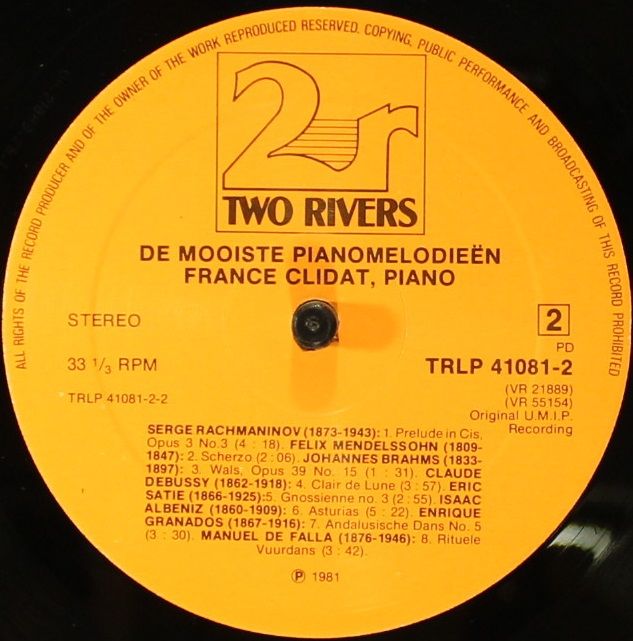 ALL RIGHTS OF THE RECORD PRODUCER AND OF THE OWNER OF THE WORK REPRODUCED RESERVED. COPYING, PUBLIC PERFORMANCE AND BROADCASTING OF THIS RECORD PROHIBITED
2r
TWO RIVERS
DE MOOISTE PIANOMELODIEËN
FRANCE CLIDAT, PIANO
STEREO
2
PD
33 1/3 RPM
TRLP 41081-2
TRLP 41081-2-2
(VR 21889)
(VR 55154)
Original U.M.I.P.
Recording
SERGE RACHMANINOV (1873-1943): 1. Prelude in Cis,
Opus 3 No.3 (4 : 18). FELIX MENDELSSOHN (1809-
1847): 2. Scherzo (2 : 06). JOHANNES BRAHMS (1833-
1897): 3. Wals, Opus 39 No. 15 (1 : 31). CLAUDE
DEBUSSY (1862-1918): 4. Clair de Lune (3 : 57). ERIC
SATIE (1866-1925):5. Gnossienne no. 3 (2 : 55). ISAAC
ALBENIZ (1860-1909): 6. Asturias (5 : 22). ENRIQUE
GRANADOS (1867-1916): 7. Andalusische Dans No. 5
(3 : 30). MANUEL DE FALLA (1876-1946): 8. Rituele
Vuurdans (3 : 42).
℗ 1981